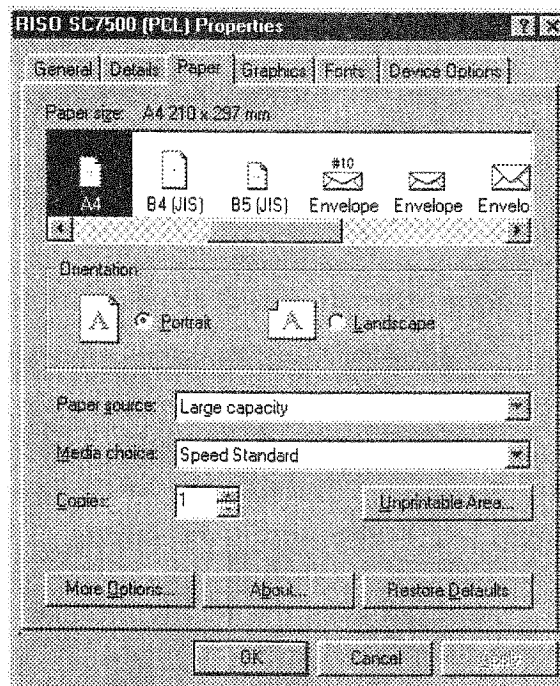 RISO SC7500 (PCL) Properties
General Details Paper Graphics Fonts Device Options
Paper size: A4 210 x 297 mm
#10
A4 B4 (JIS) B5 (JIS) Envelope Envelope Envelo
Orientation
A Portrait A Landscape
Paper source: Large capacity
Media choice: Speed Standard
Copies: 1 Unprintable Area...
More Options... About... Restore Defaults
OK Cancel Apply